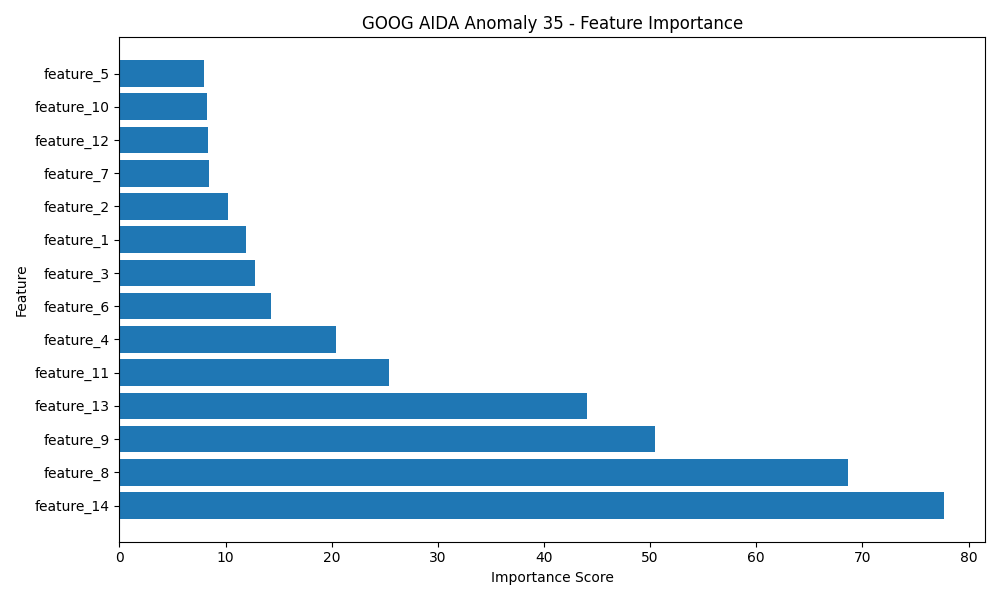 GOOG AIDA Anomaly 35 - Feature Importance
feature_5
feature_10
feature_12
feature_7
feature_2
feature_1
feature_3
feature_6
feature_4
feature_11
feature_13
feature_9
feature_8
feature_14
Feature
0 10 20 30 40 50 60 70 80
Importance Score